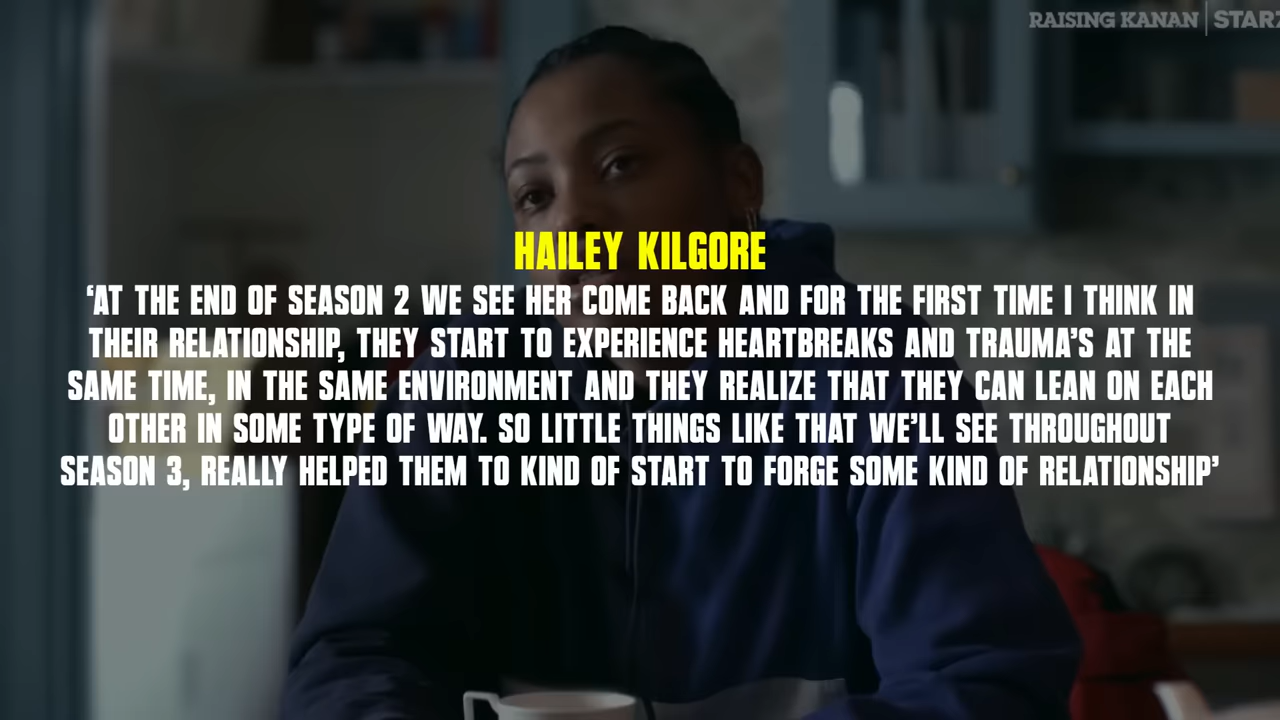 RAISING KANAN | STARZ
HAILEY KILGORE
‘AT THE END OF SEASON 2 WE SEE HER COME BACK AND FOR THE FIRST TIME I THINK IN
THEIR RELATIONSHIP, THEY START TO EXPERIENCE HEARTBREAKS AND TRAUMA’S AT THE
SAME TIME, IN THE SAME ENVIRONMENT AND THEY REALIZE THAT THEY CAN LEAN ON EACH
OTHER IN SOME TYPE OF WAY. SO LITTLE THINGS LIKE THAT WE’LL SEE THROUGHOUT
SEASON 3, REALLY HELPED THEM TO KIND OF START TO FORGE SOME KIND OF RELATIONSHIP’